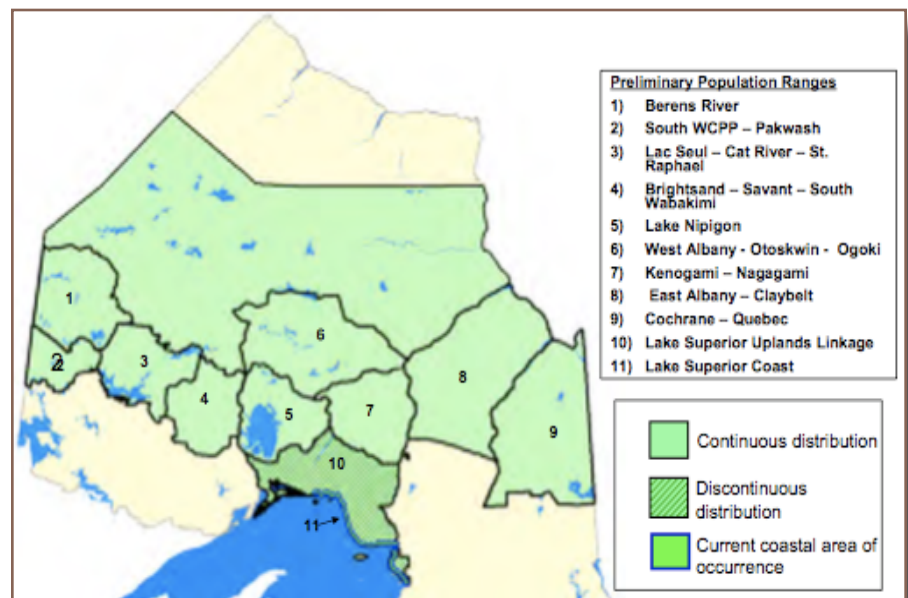 Preliminary Population Ranges
1) Berens River
2) South WCPP – Pakwash
3) Lac Seul – Cat River – St.
Raphael
4) Brightsand – Savant – South
Wabakimi
5) Lake Nipigon
6) West Albany - Otoskwin - Ogoki
7) Kenogami – Nagagami
8) East Albany – Claybelt
9) Cochrane – Quebec
10) Lake Superior Uplands Linkage
11) Lake Superior Coast
1
2
3
4
5
6
7
8
9
10
11
Continuous distribution
Discontinuous
distribution
Current coastal area of
occurrence